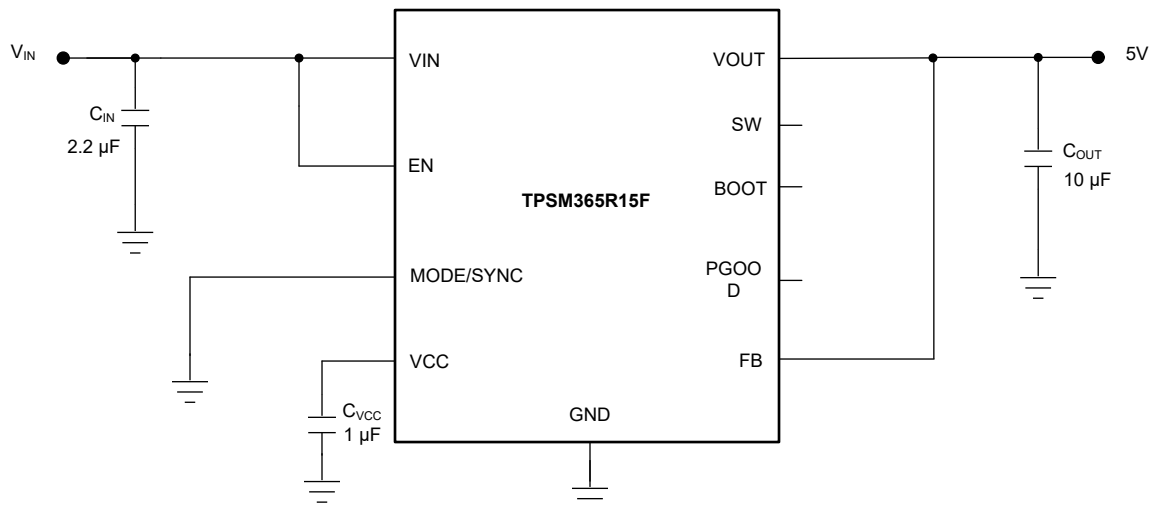 VIN
CIN
2.2 µF
VIN
EN
MODE/SYNC
VCC
CVCC
1 µF
TPSM365R15F
GND
VOUT
SW
BOOT
PGOO
D
FB
5V
COUT
10 µF